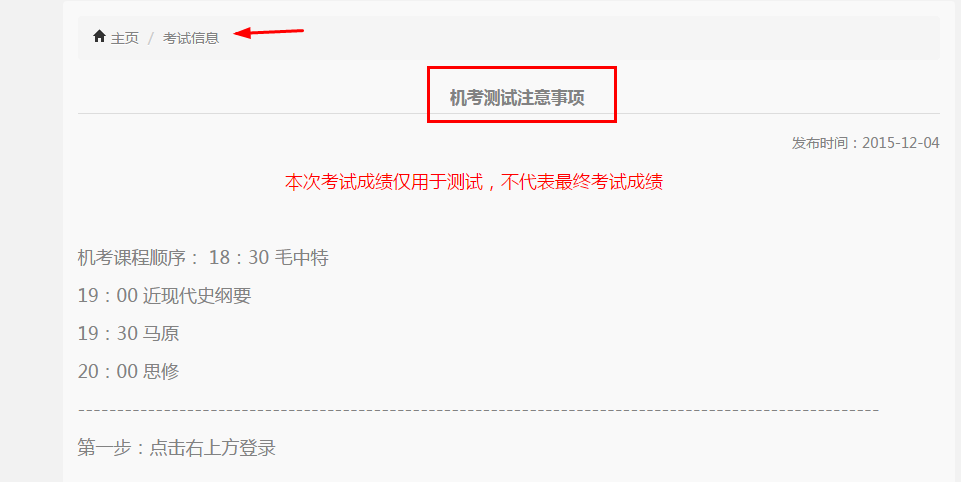 主页 / 考试信息
机考测试注意事项
发布时间：2015-12-04
本次考试成绩仅用于测试，不代表最终考试成绩
机考课程顺序： 18：30 毛中特
19：00 近现代史纲要
19：30 马原
20：00 思修
----------------------------------------------------------------------------------------------------
第一步：点击右上方登录